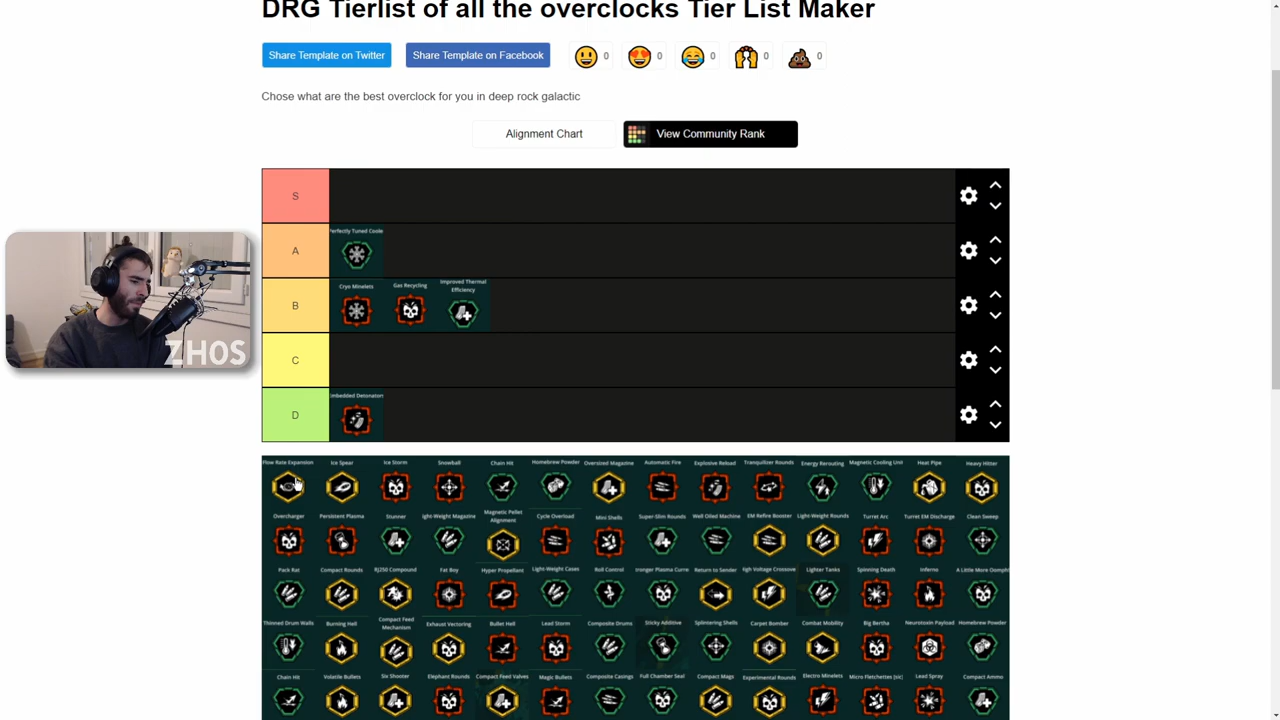 DRG Tierlist of all the overclocks Tier List Maker
Share Template on Twitter
Share Template on Facebook
0
0
0
0
0
Chose what are the best overclock for you in deep rock galactic
Alignment Chart
View Community Rank
S
A
Perfectly Tuned Coole
B
Cryo Minelets
Gas Recycling
Improved Thermal
Efficiency
C
D
Embedded Detonators
ZHOS
Flow Rate Expansion
Ice Spear
Ice Storm
Snowball
Chain Hit
Homebrew Powder
Oversized Magazine
Automatic Fire
Explosive Reload
Tranquilizer Rounds
Energy Rerouting
Magnetic Cooling Unit
Heat Pipe
Heavy Hitter
Overcharger
Persistent Plasma
Stunner
ight-Weight Magazine
Magnetic Pellet
Alignment
Cycle Overload
Mini Shells
Super-Slim Rounds
Well Oiled Machine
EM Refire Booster
Light-Weight Rounds
Turret Arc
Turret EM Discharge
Clean Sweep
Pack Rat
Compact Rounds
RJ250 Compound
Fat Boy
Hyper Propellant
Light-Weight Cases
Roll Control
tronger Plasma Curre
Return to Sender
ligh Voltage Crossove
Lighter Tanks
Spinning Death
Inferno
A Little More Oomph!
Thinned Drum Walls
Burning Hell
Compact Feed
Mechanism
Exhaust Vectoring
Bullet Hell
Lead Storm
Composite Drums
Sticky Additive
Splintering Shells
Carpet Bomber
Combat Mobility
Big Bertha
Neurotoxin Payload
Homebrew Powder
Chain Hit
Volatile Bullets
Six Shooter
Elephant Rounds
Compact Feed Valves
Magic Bullets
Composite Casings
Full Chamber Seal
Compact Mags
Experimental Rounds
Electro Minelets
Micro Fletchettes (sic)
Lead Spray
Compact Ammo